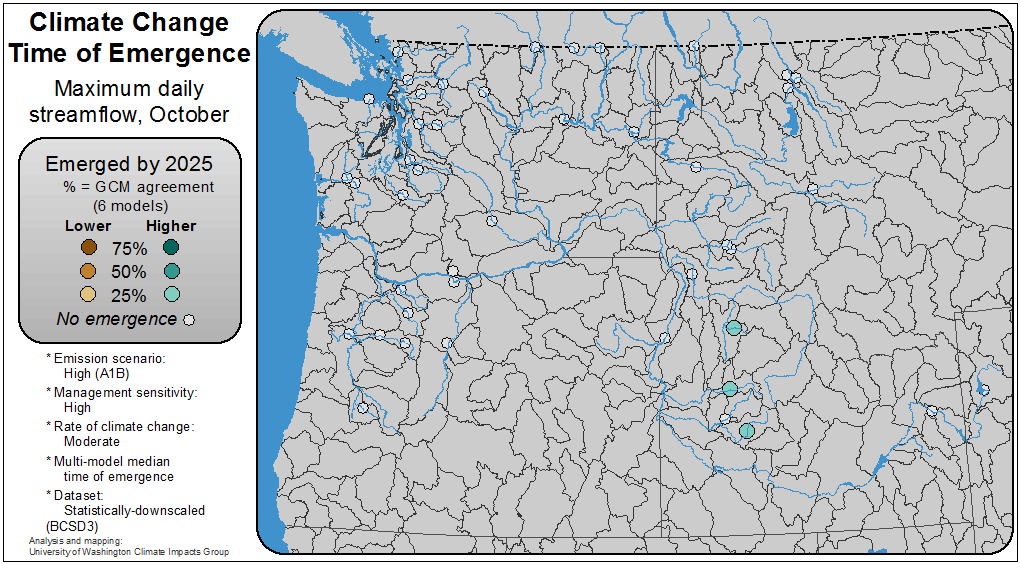 Climate Change
Time of Emergence
Maximum daily
streamflow, October
Emerged by 2025
% = GCM agreement
(6 models)
Lower Higher
75%
50%
25%
No emergence
* Emission scenario:
High (A1B)
* Management sensitivity:
High
* Rate of climate change:
Moderate
* Multi-model median
time of emergence
* Dataset:
Statistically-downscaled
(BCSD3)
Analysis and mapping:
University of Washington Climate Impacts Group